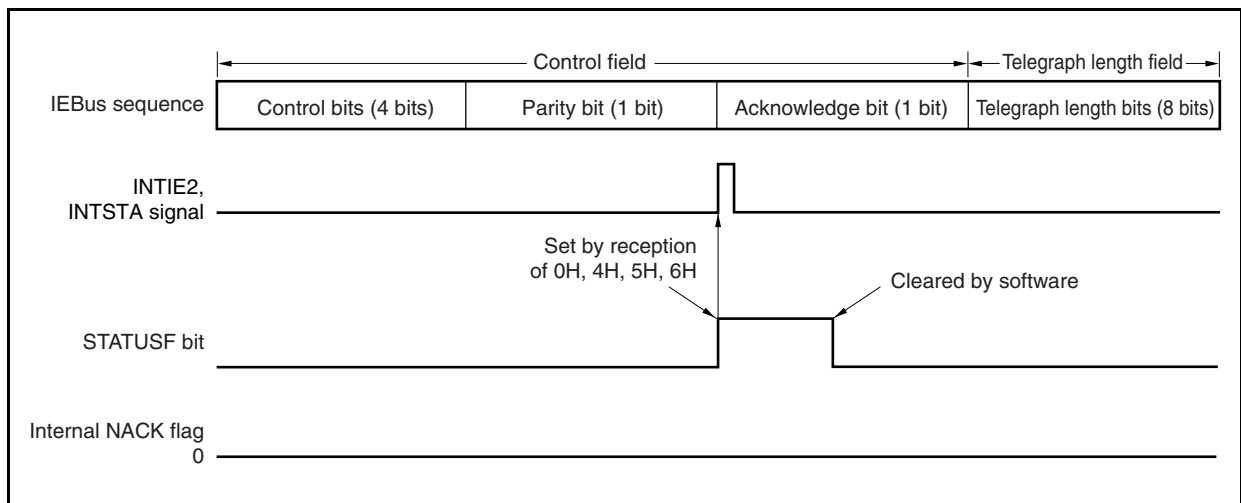 Control field
Telegraph length field
IEBus sequence
Control bits (4 bits)
Parity bit (1 bit)
Acknowledge bit (1 bit)
Telegraph length bits (8 bits)
INTIE2,
INTSTA signal
Set by reception
of 0H, 4H, 5H, 6H
Cleared by software
STATUSF bit
Internal NACK flag
0